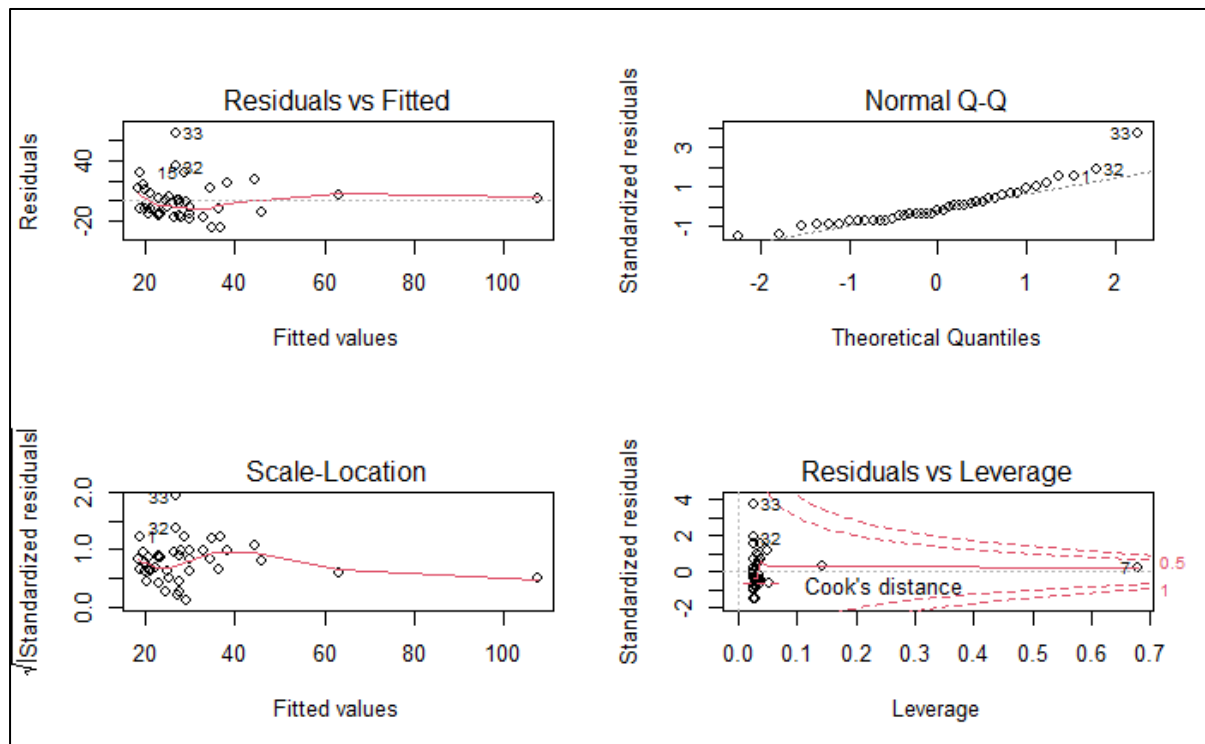 Residuals vs Fitted
Residuals
40
-20
33
32
15
20 40 60 80 100
Fitted values
Normal Q-Q
Standardized residuals
3
1
-1
33
32
1
-2 -1 0 1 2
Theoretical Quantiles
Scale-Location
√|Standardized residuals|
2.0
1.0
0.0
33
32
1
20 40 60 80 100
Fitted values
Residuals vs Leverage
Standardized residuals
4
2
0
-2
33
32
7
0.5
1
Cook's distance
0.0 0.1 0.2 0.3 0.4 0.5 0.6 0.7
Leverage